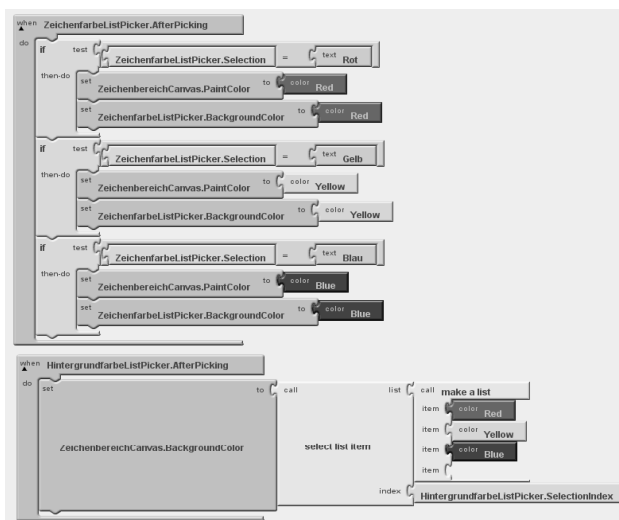 when ZeichenfarbeListPicker.AfterPicking
do if test ZeichenfarbeListPicker.Selection = text Rot
then-do set ZeichenbereichCanvas.PaintColor to color Red
set ZeichenfarbeListPicker.BackgroundColor to color Red
if test ZeichenfarbeListPicker.Selection = text Gelb
then-do set ZeichenbereichCanvas.PaintColor to color Yellow
set ZeichenfarbeListPicker.BackgroundColor to color Yellow
if test ZeichenfarbeListPicker.Selection = text Blau
then-do set ZeichenbereichCanvas.PaintColor to color Blue
set ZeichenfarbeListPicker.BackgroundColor to color Blue
when HintergrundfarbeListPicker.AfterPicking
do set to call list call make a list
item color Red
item color Yellow
ZeichenbereichCanvas.BackgroundColor select list item item color Blue
item
index HintergrundfarbeListPicker.SelectionIndex